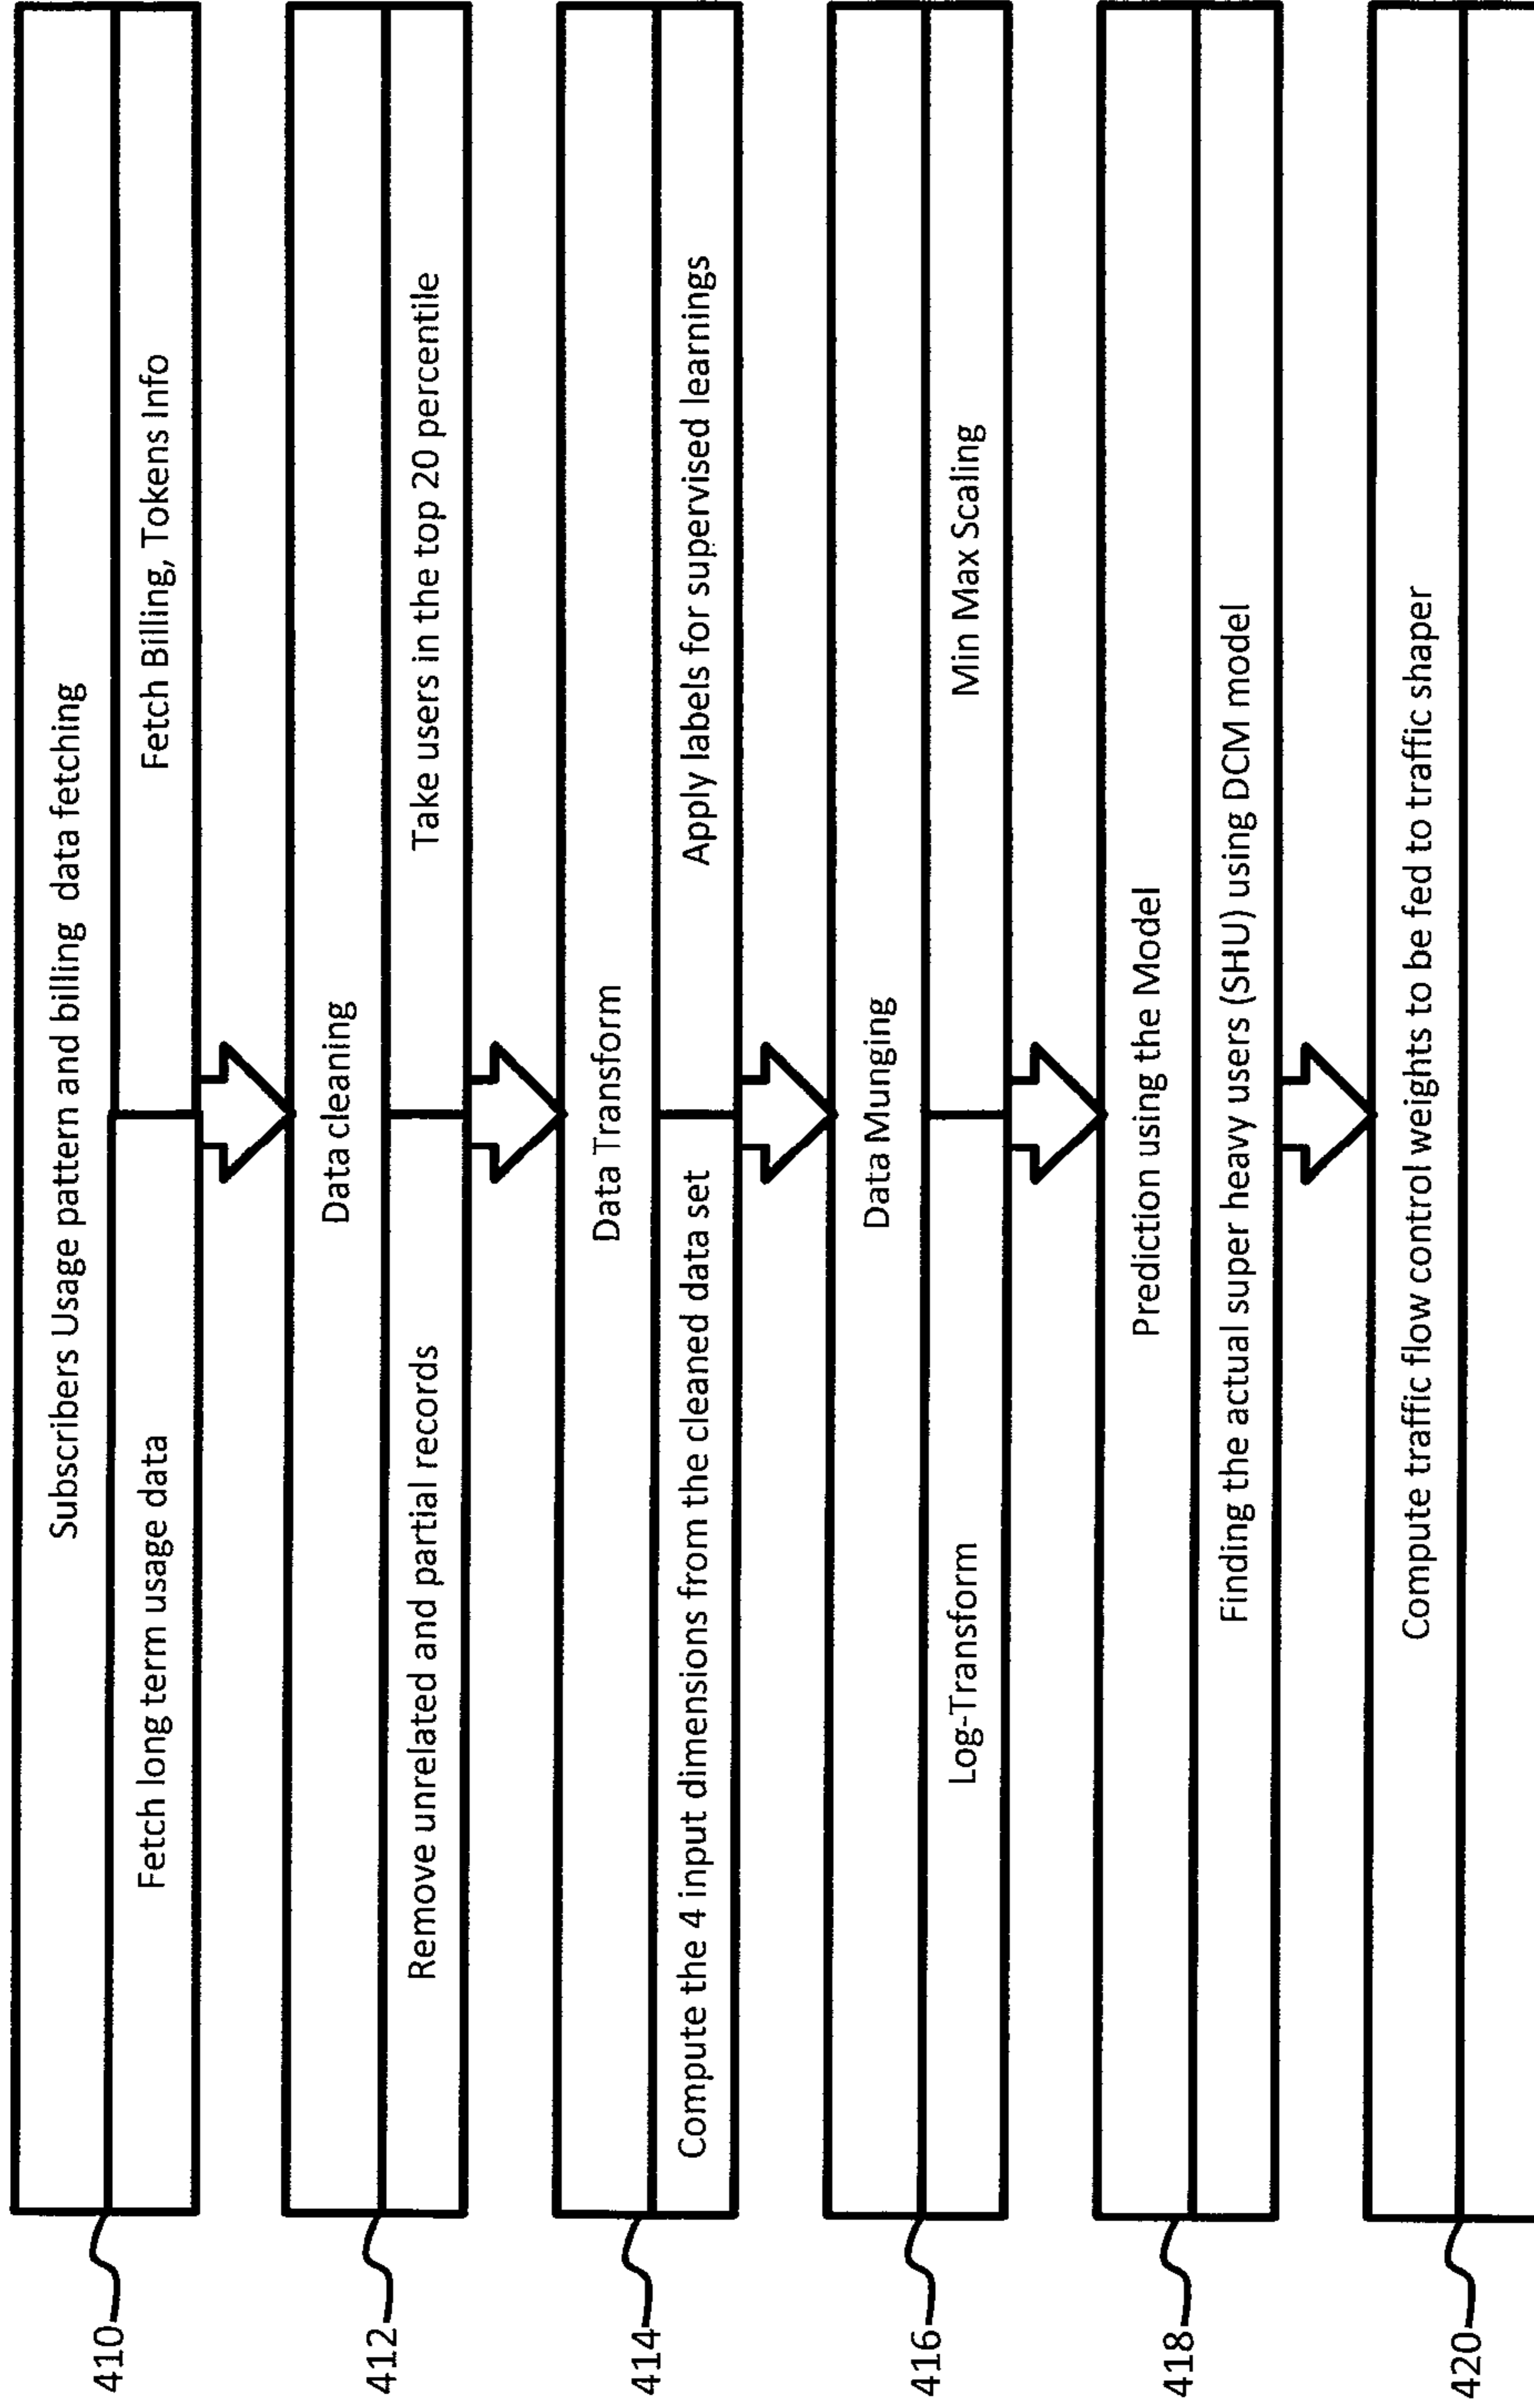 410
Subscribers Usage pattern and billing data fetching
Fetch long term usage data
Fetch Billing, Tokens Info
412
Data cleaning
Remove unrelated and partial records
Take users in the top 20 percentile
414
Data Transform
Compute the 4 input dimensions from the cleaned data set
Apply labels for supervised learnings
416
Data Munging
Log-Transform
Min Max Scaling
418
Prediction using the Model
Finding the actual super heavy users (SHU) using DCM model
420
Compute traffic flow control weights to be fed to traffic shaper